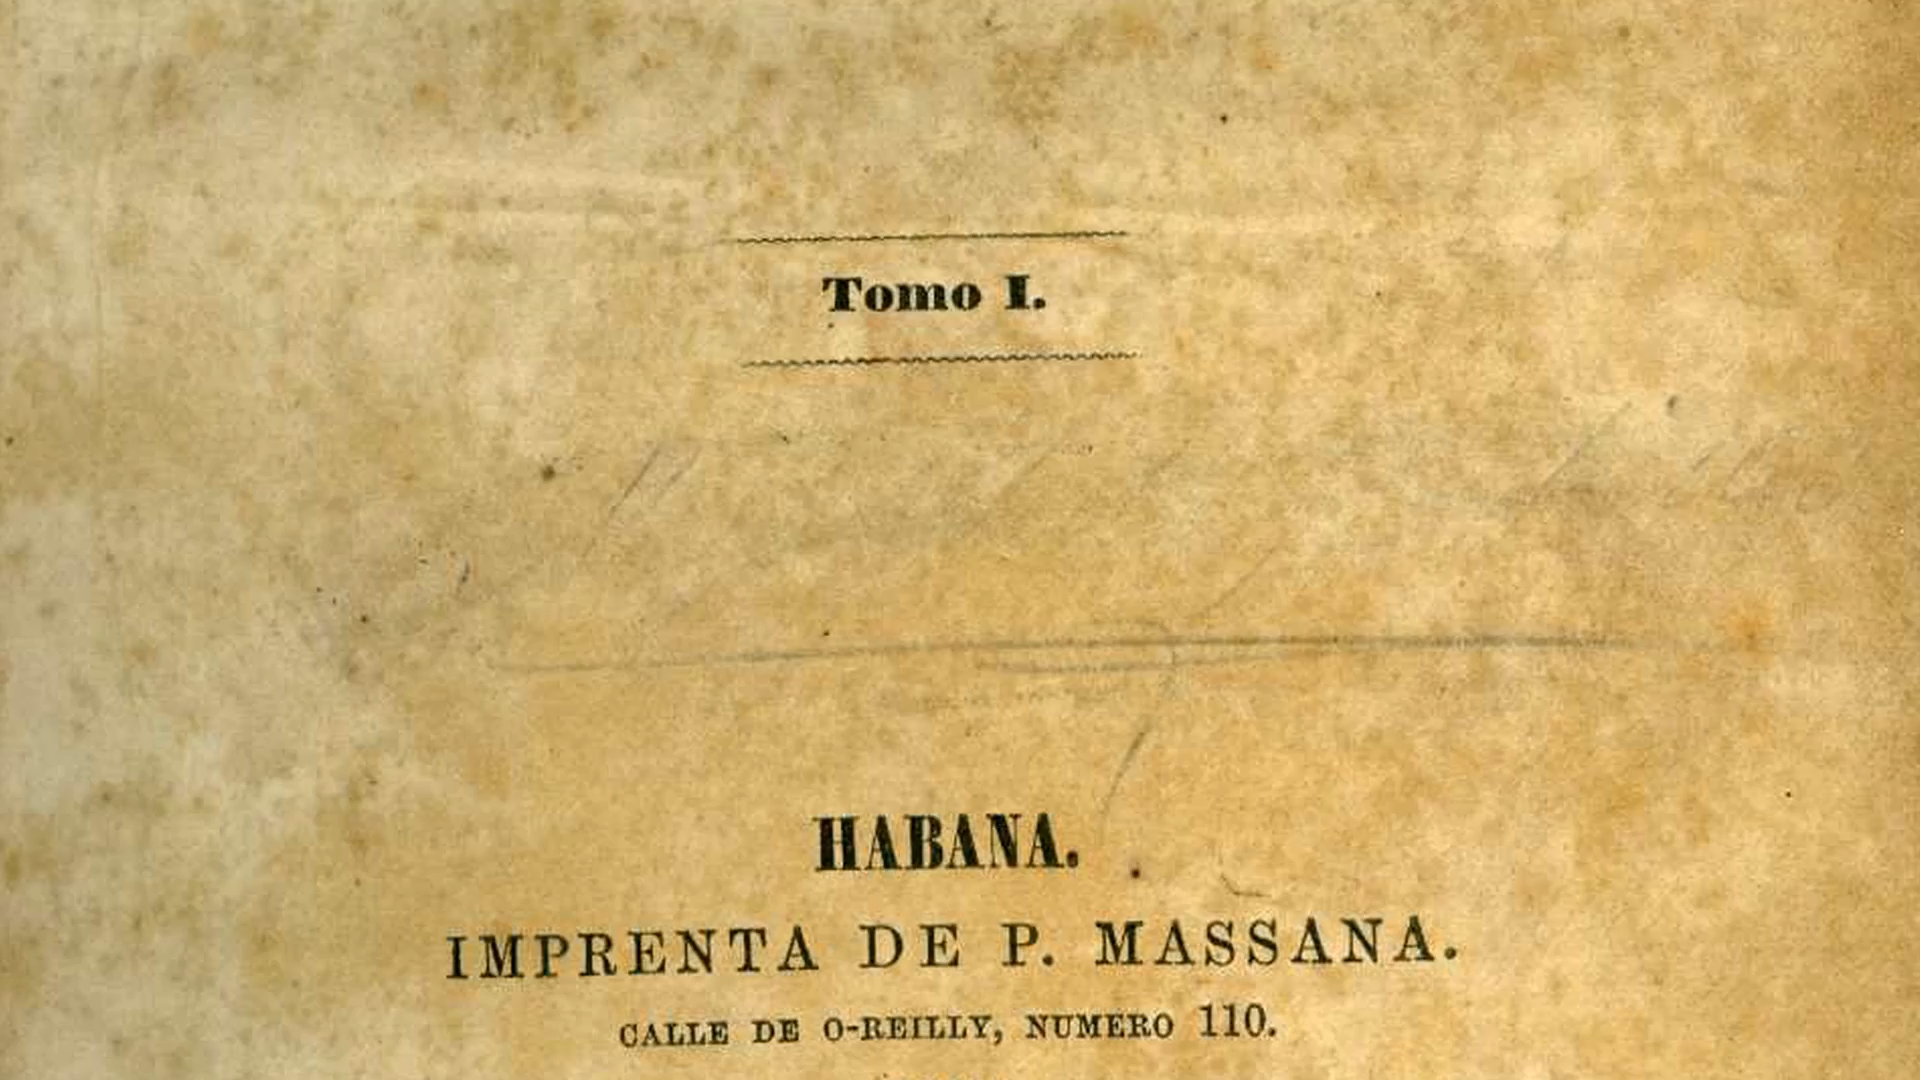 Tomo I.
HABANA.
IMPRENTA DE P. MASSANA.
CALLE DE O-REILLY, NUMERO 110.